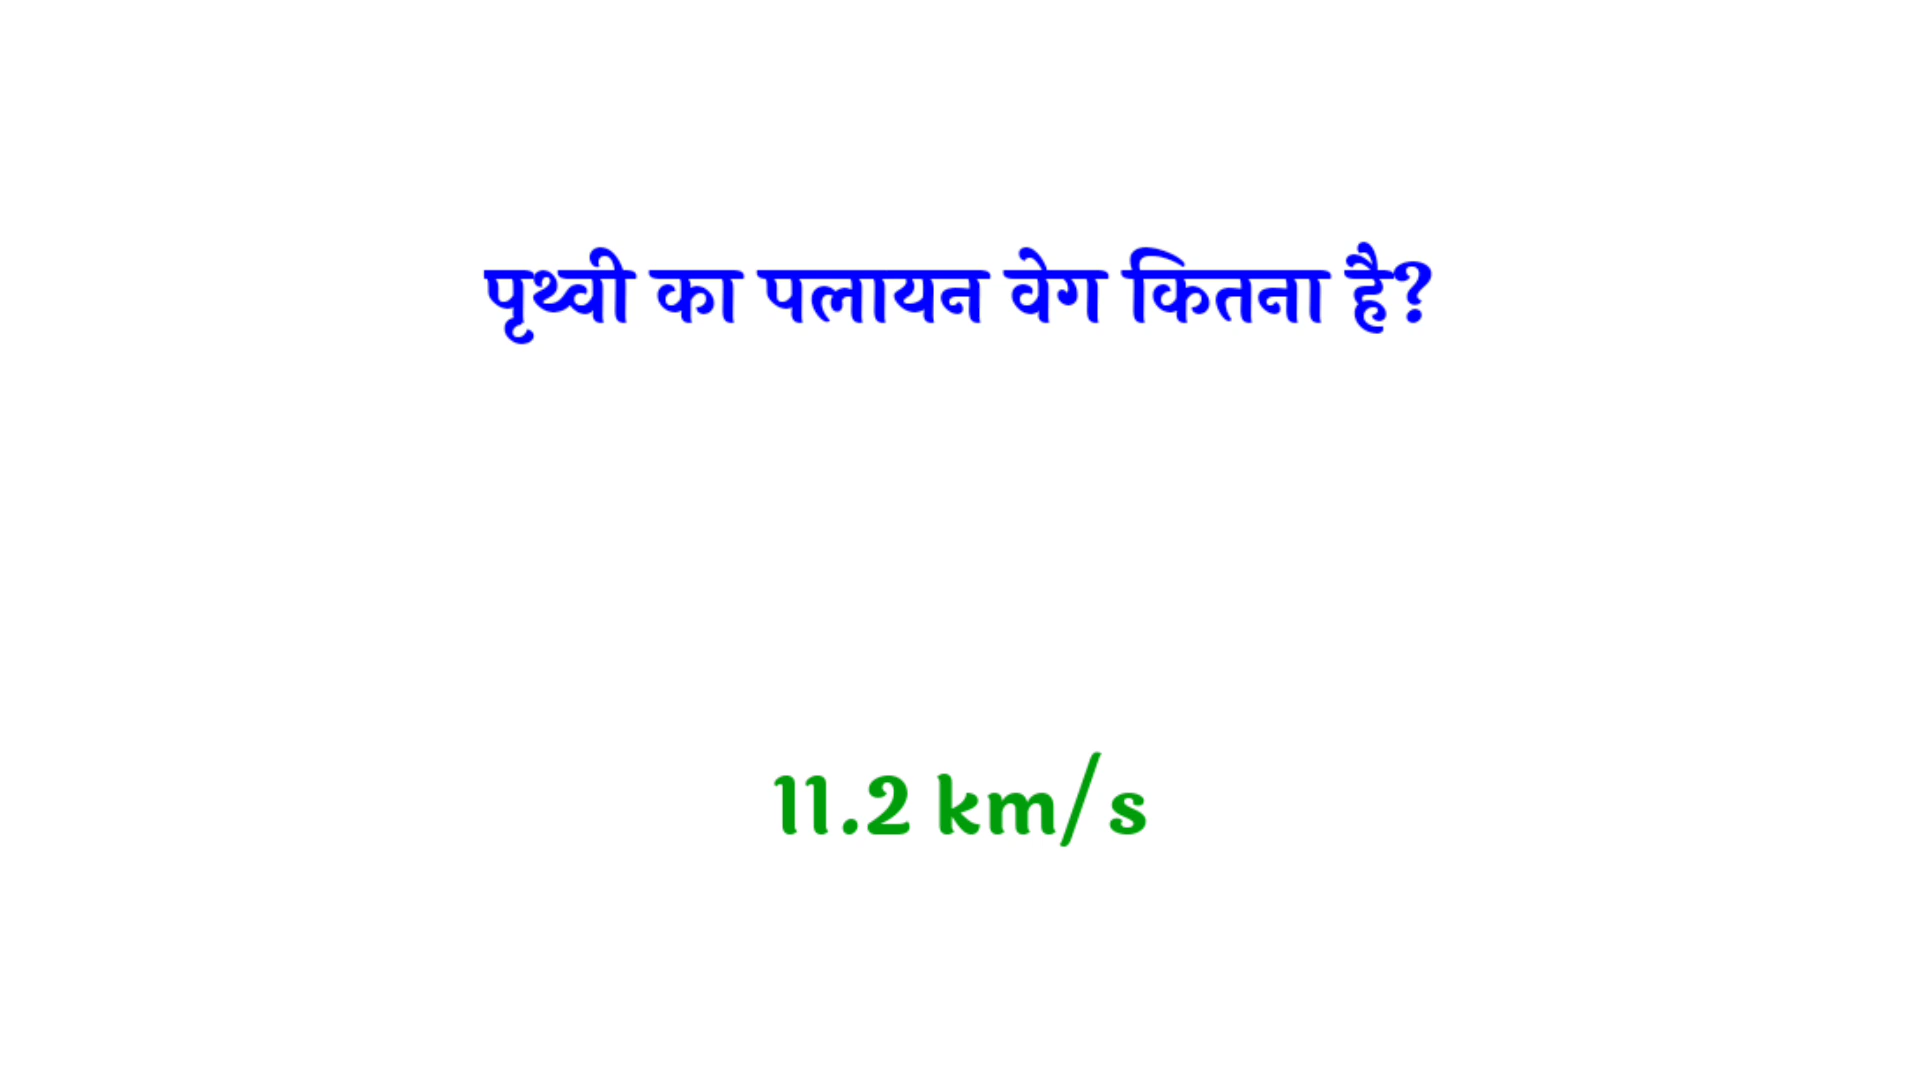 पृथ्वी का पलायन वेग कितना है?
11.2 km/s